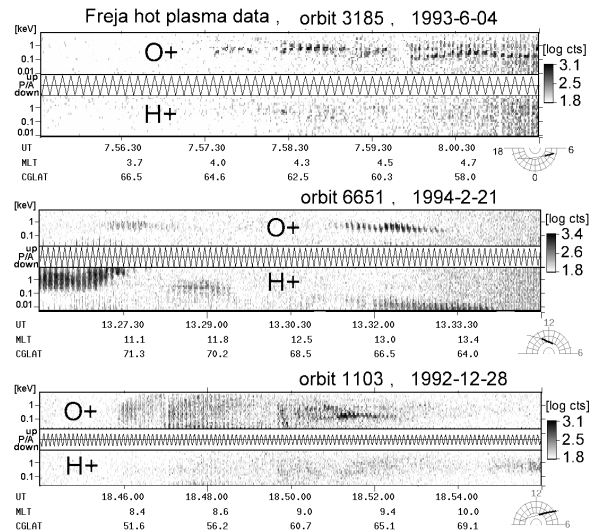 Freja hot plasma data , orbit 3185 , 1993-6-04
[keV]
1
0.1
0.01
O+
[log cts]
3.1
2.5
1.8
up
P/A
down
1
0.1
0.01
H+
UT 7.56.30 7.57.30 7.58.30 7.59.30 8.00.30
MLT 3.7 4.0 4.3 4.5 4.7
CGLAT 66.5 64.6 62.5 60.3 58.0
18 6
0
orbit 6651 , 1994-2-21
[keV]
1
0.1
O+
[log cts]
3.4
2.6
1.8
up
P/A
down
1
0.1
0.01
H+
UT 13.27.30 13.29.00 13.30.30 13.32.00 13.33.30
MLT 11.1 11.8 12.5 13.0 13.4
CGLAT 71.3 70.2 68.5 66.5 64.0
12
6
orbit 1103 , 1992-12-28
[keV]
1
0.1
O+
[log cts]
3.1
2.5
1.8
up
P/A
down
1
0.1
H+
UT 18.46.00 18.48.00 18.50.00 18.52.00 18.54.00
MLT 8.4 8.6 9.0 9.4 10.0
CGLAT 51.6 56.2 60.7 65.1 69.1
12
6